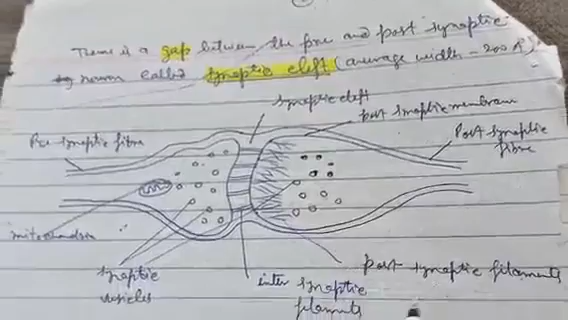 There is a gap between the pre and post synaptic
neuron called synaptic cleft (average width - 200 A°)
synaptic cleft
post synaptic membrane
Pre synaptic fibre
Post synaptic
fibre
mitochondria
synaptic
vesicles
inter synaptic
filaments
post synaptic filaments